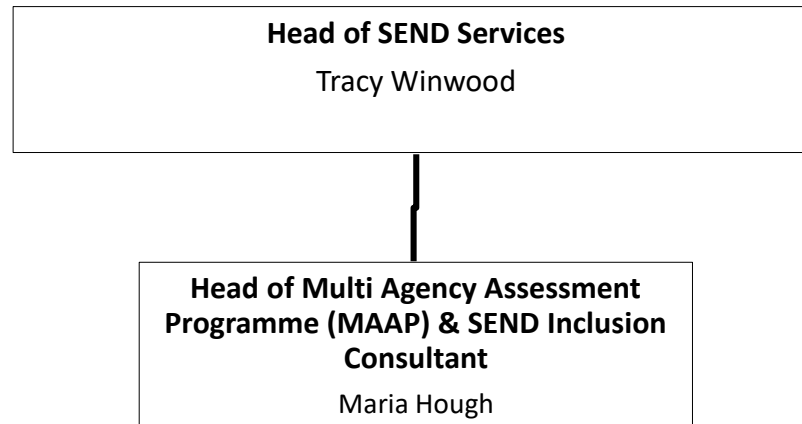 Head of SEND Services
Tracy Winwood
Head of Multi Agency Assessment
Programme (MAAP) & SEND Inclusion
Consultant
Maria Hough